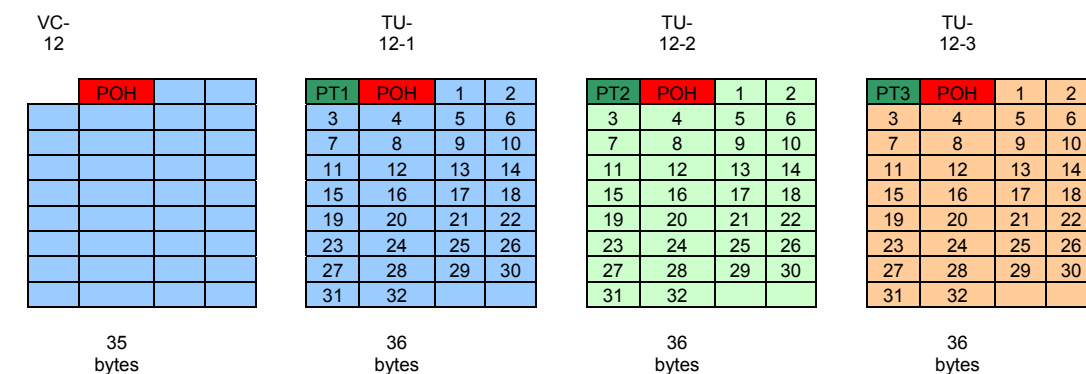 VC- TU- TU- TU-
12 12-1 12-2 12-3
POH PT1 POH 1 2 PT2 POH 1 2 PT3 POH 1 2
3 4 5 6 3 4 5 6 3 4 5 6
7 8 9 10 7 8 9 10 7 8 9 10
11 12 13 14 11 12 13 14 11 12 13 14
15 16 17 18 15 16 17 18 15 16 17 18
19 20 21 22 19 20 21 22 19 20 21 22
23 24 25 26 23 24 25 26 23 24 25 26
27 28 29 30 27 28 29 30 27 28 29 30
31 32 31 32 31 32
35 36 36 36
bytes bytes bytes bytes